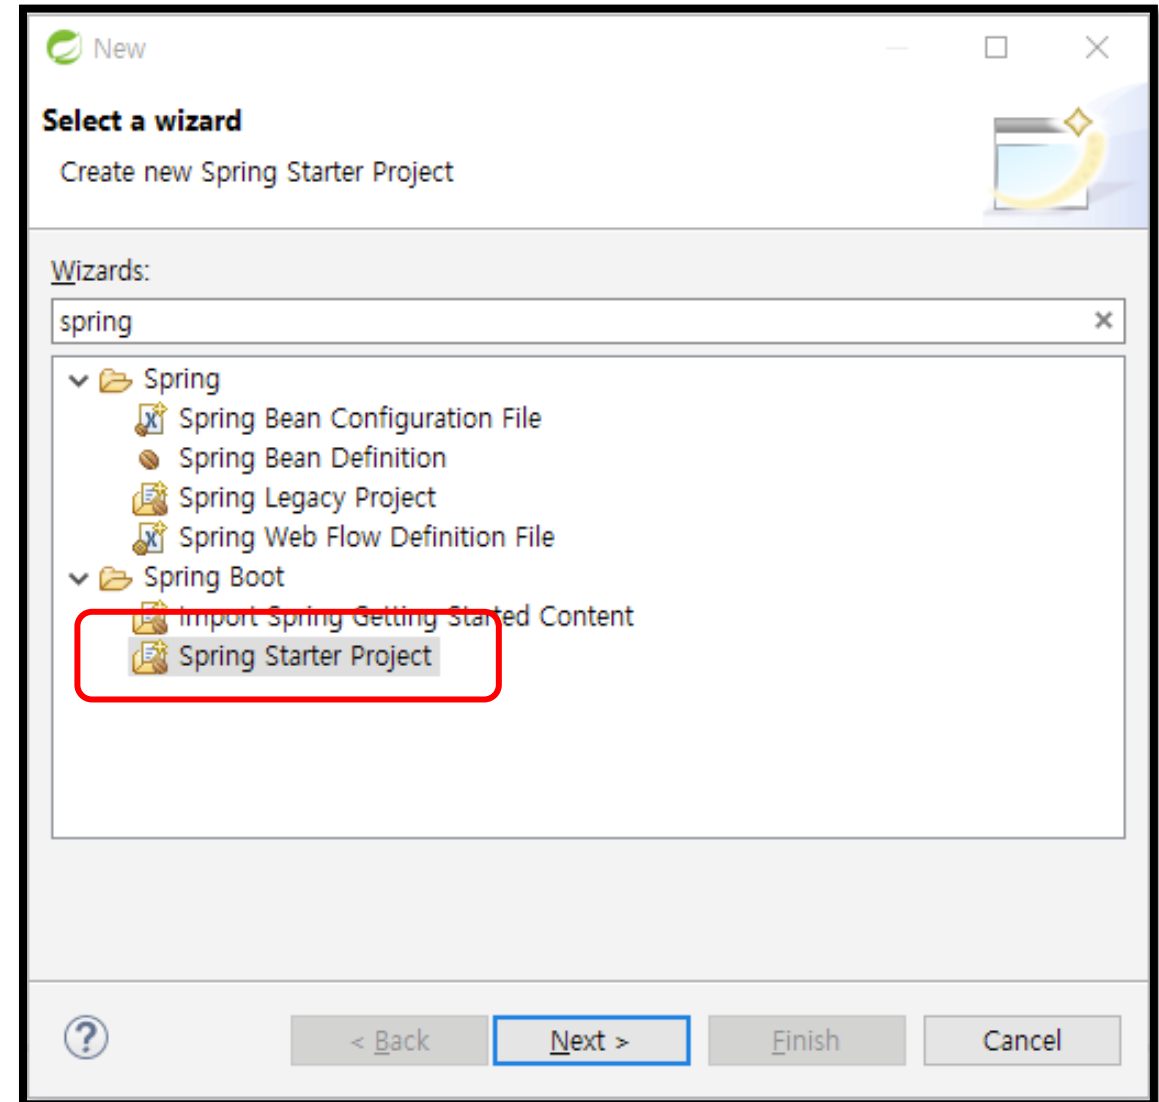 New
Select a wizard
Create new Spring Starter Project
Wizards:
spring
Spring
Spring Bean Configuration File
Spring Bean Definition
Spring Legacy Project
Spring Web Flow Definition File
Spring Boot
Import Spring Getting Started Content
Spring Starter Project
< Back Next > Finish Cancel